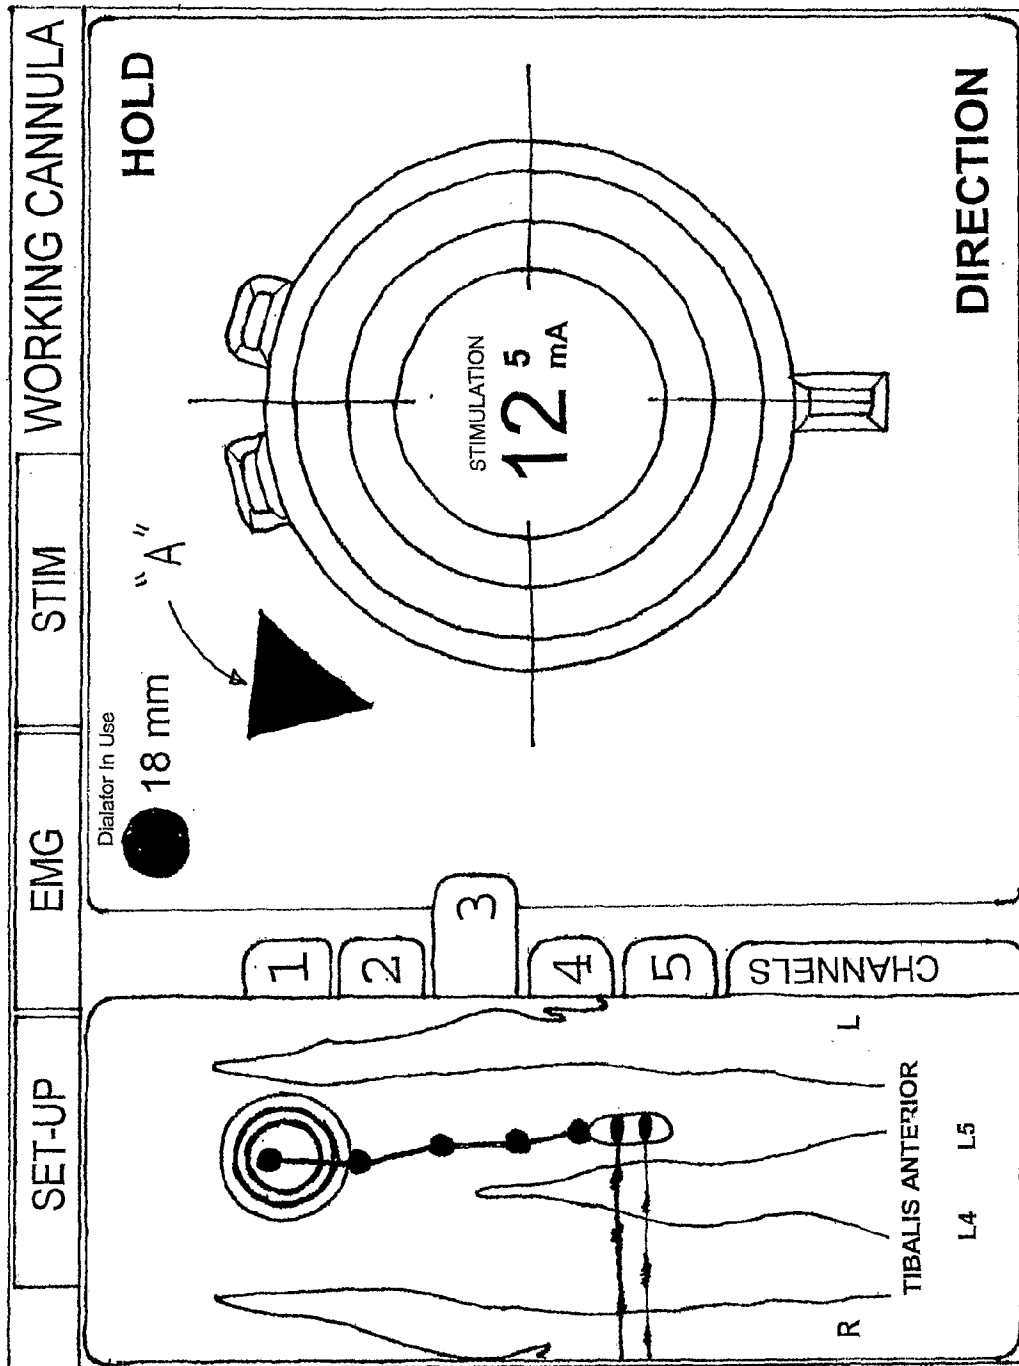 SET-UP
EMG
STIM
WORKING CANNULA
R
L
TIBALIS ANTERIOR
L4 L5
1
2
3
4
5
CHANNELS
Dialator In Use
18 mm
"A"
HOLD
STIMULATION
12 5 mA
DIRECTION